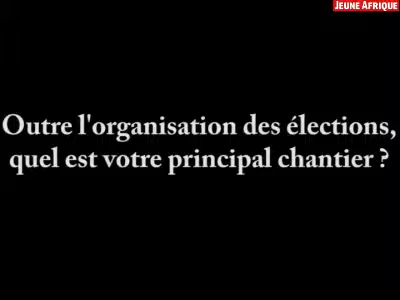 JEUNE AFRIQUE
Outre l'organisation des élections,
quel est votre principal chantier ?